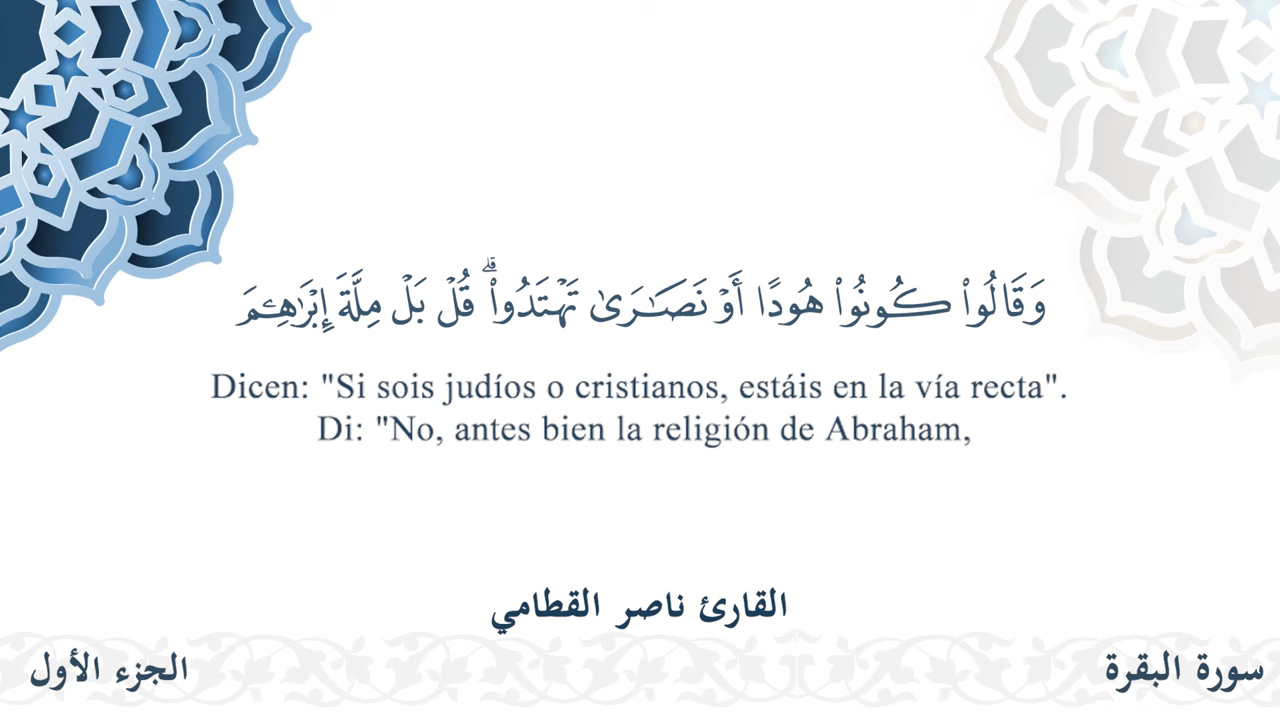 وَقَالُوا۟ كُونُوا۟ هُودًا أَوْ نَصَـٰرَىٰ تَهْتَدُوا۟ ۗ قُلْ بَلْ مِلَّةَ إِبْرَٰهِـۧمَ
Dicen: "Si sois judíos o cristianos, estáis en la vía recta".
Di: "No, antes bien la religión de Abraham,
القارئ ناصر القطامي
سورة البقرة
الجزء الأول